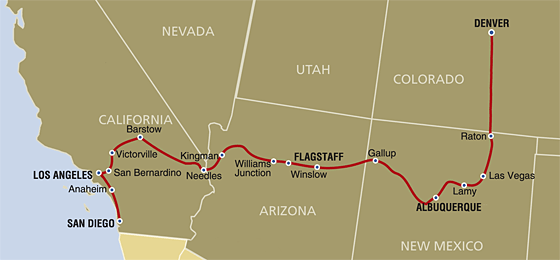 DENVER
NEVADA
UTAH
COLORADO
CALIFORNIA
Barstow
Raton
Victorville
Kingman
FLAGSTAFF
Gallup
LOS ANGELES
San Bernardino
Needles
Williams
Junction
Winslow
Las Vegas
Anaheim
Lamy
ALBUQUERQUE
SAN DIEGO
ARIZONA
NEW MEXICO